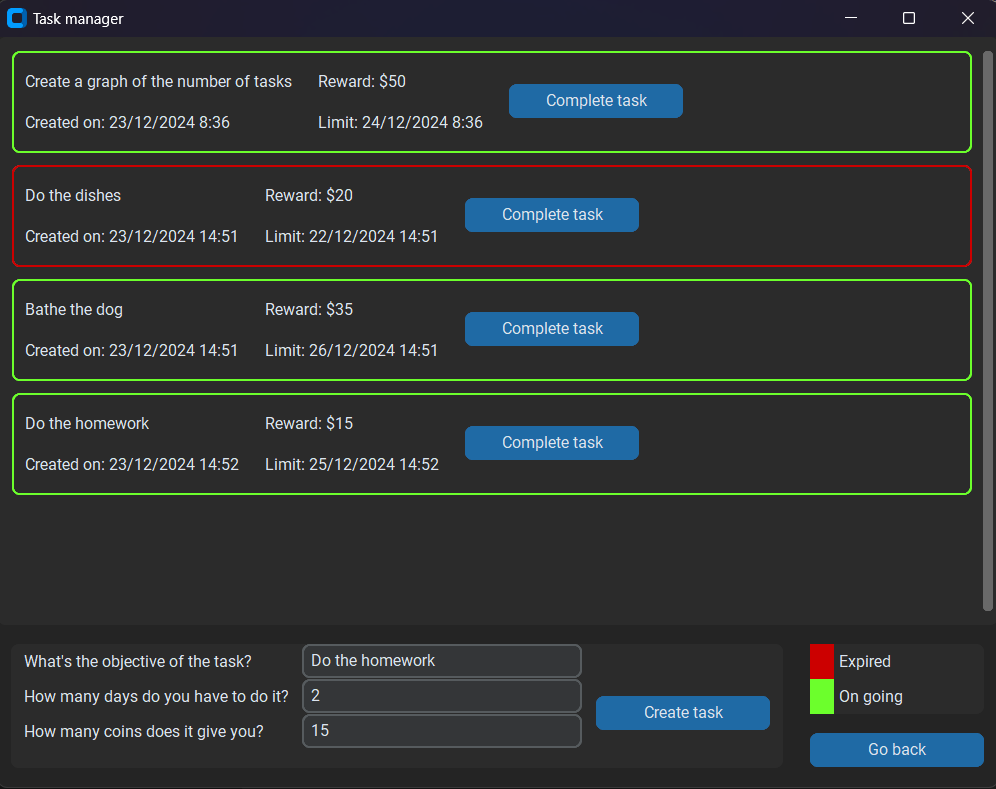 Task manager
Create a graph of the number of tasks Reward: $50
Complete task
Created on: 23/12/2024 8:36 Limit: 24/12/2024 8:36
Do the dishes Reward: $20
Complete task
Created on: 23/12/2024 14:51 Limit: 22/12/2024 14:51
Bathe the dog Reward: $35
Complete task
Created on: 23/12/2024 14:51 Limit: 26/12/2024 14:51
Do the homework Reward: $15
Complete task
Created on: 23/12/2024 14:52 Limit: 25/12/2024 14:52
What's the objective of the task? Do the homework
How many days do you have to do it? 2
How many coins does it give you? 15
Create task
Expired
On going
Go back